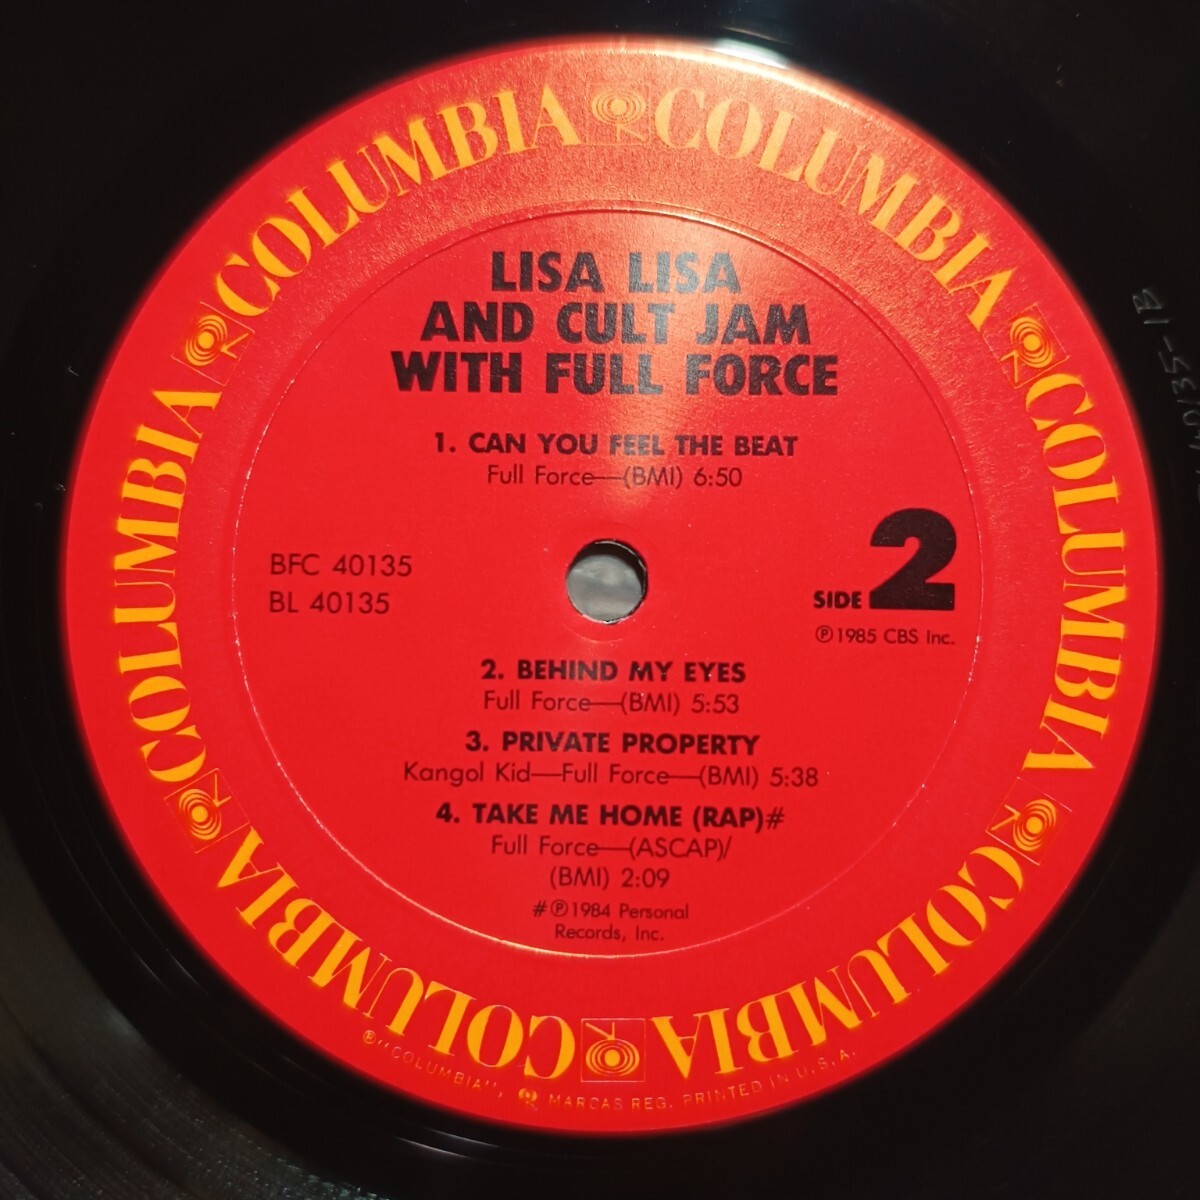 COLUMBIA COLUMBIA COLUMBIA COLUMBIA COLUMBIA COLUMBIA COLUMBIA COLUMBIA
LISA LISA
AND CULT JAM
WITH FULL FORCE
1. CAN YOU FEEL THE BEAT
Full Force—(BMI) 6:50
BFC 40135
BL 40135
SIDE 2
℗1985 CBS Inc.
2. BEHIND MY EYES
Full Force—(BMI) 5:53
3. PRIVATE PROPERTY
Kangol Kid—Full Force—(BMI) 5:38
4. TAKE ME HOME (RAP)#
Full Force—(ASCAP)/
(BMI) 2:09
#℗1984 Personal
Records, Inc.
®"COLUMBIA", MARCAS REG. PRINTED IN U.S.A.